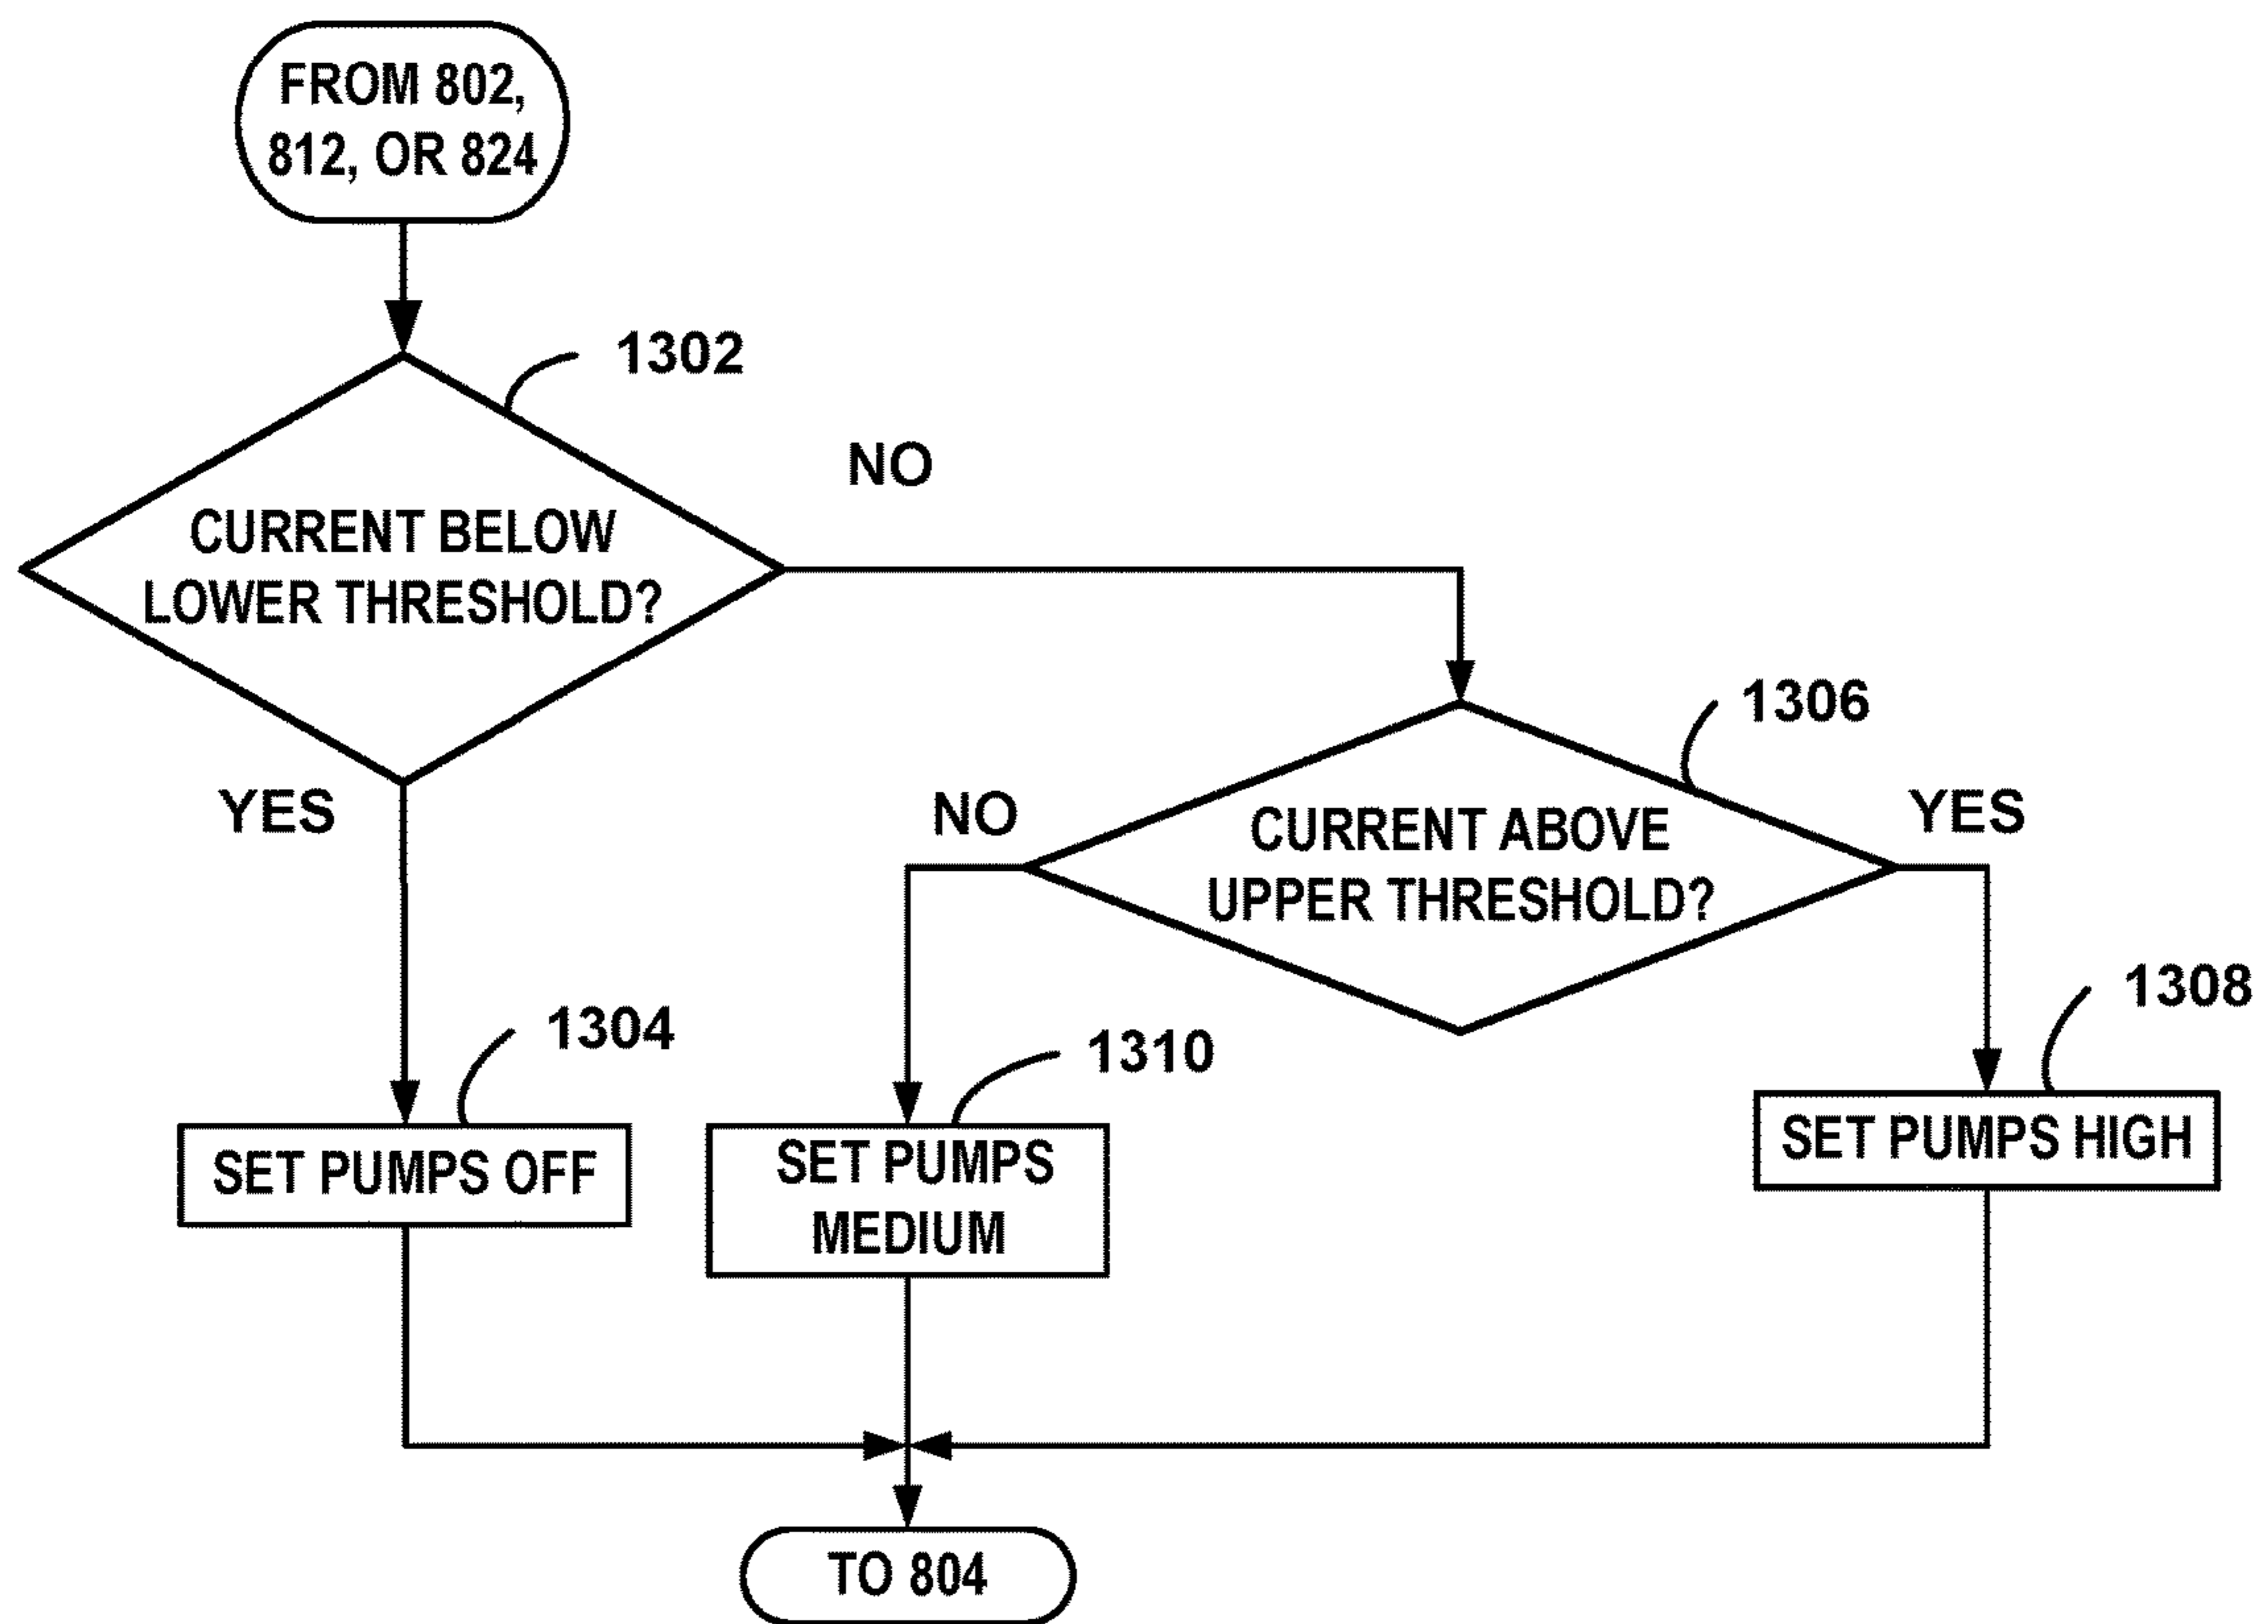 FROM 802,
812, OR 824
1302
NO
CURRENT BELOW
LOWER THRESHOLD?
YES
1306
NO
CURRENT ABOVE
UPPER THRESHOLD?
YES
1304
SET PUMPS OFF
1310
SET PUMPS
MEDIUM
1308
SET PUMPS HIGH
TO 804